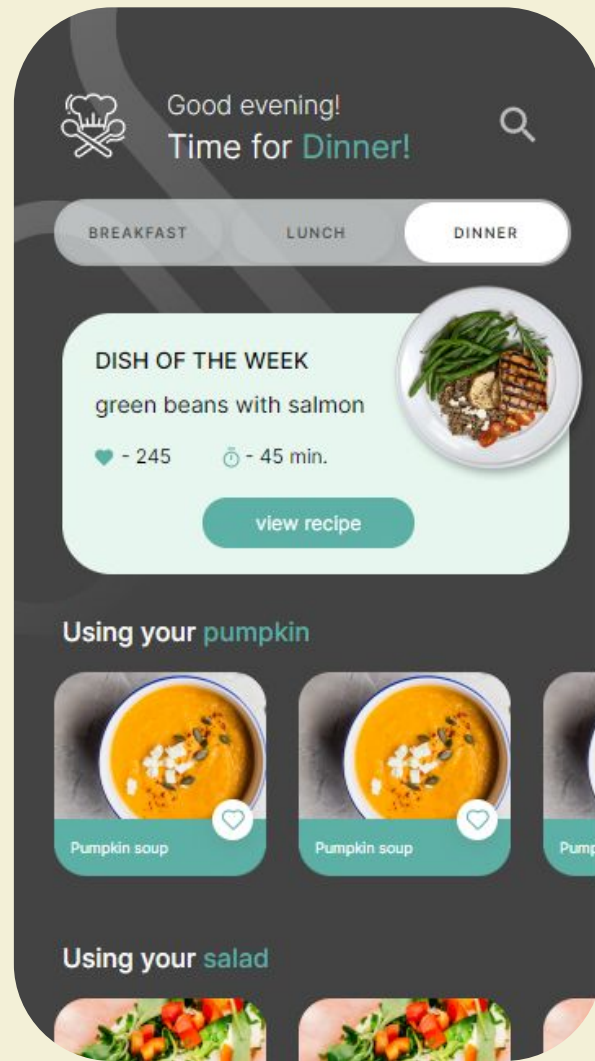 Good evening!
Time for Dinner!
BREAKFAST LUNCH DINNER
DISH OF THE WEEK
green beans with salmon
- 245 - 45 min.
view recipe
Using your pumpkin
Pumpkin soup Pumpkin soup Pump
Using your salad